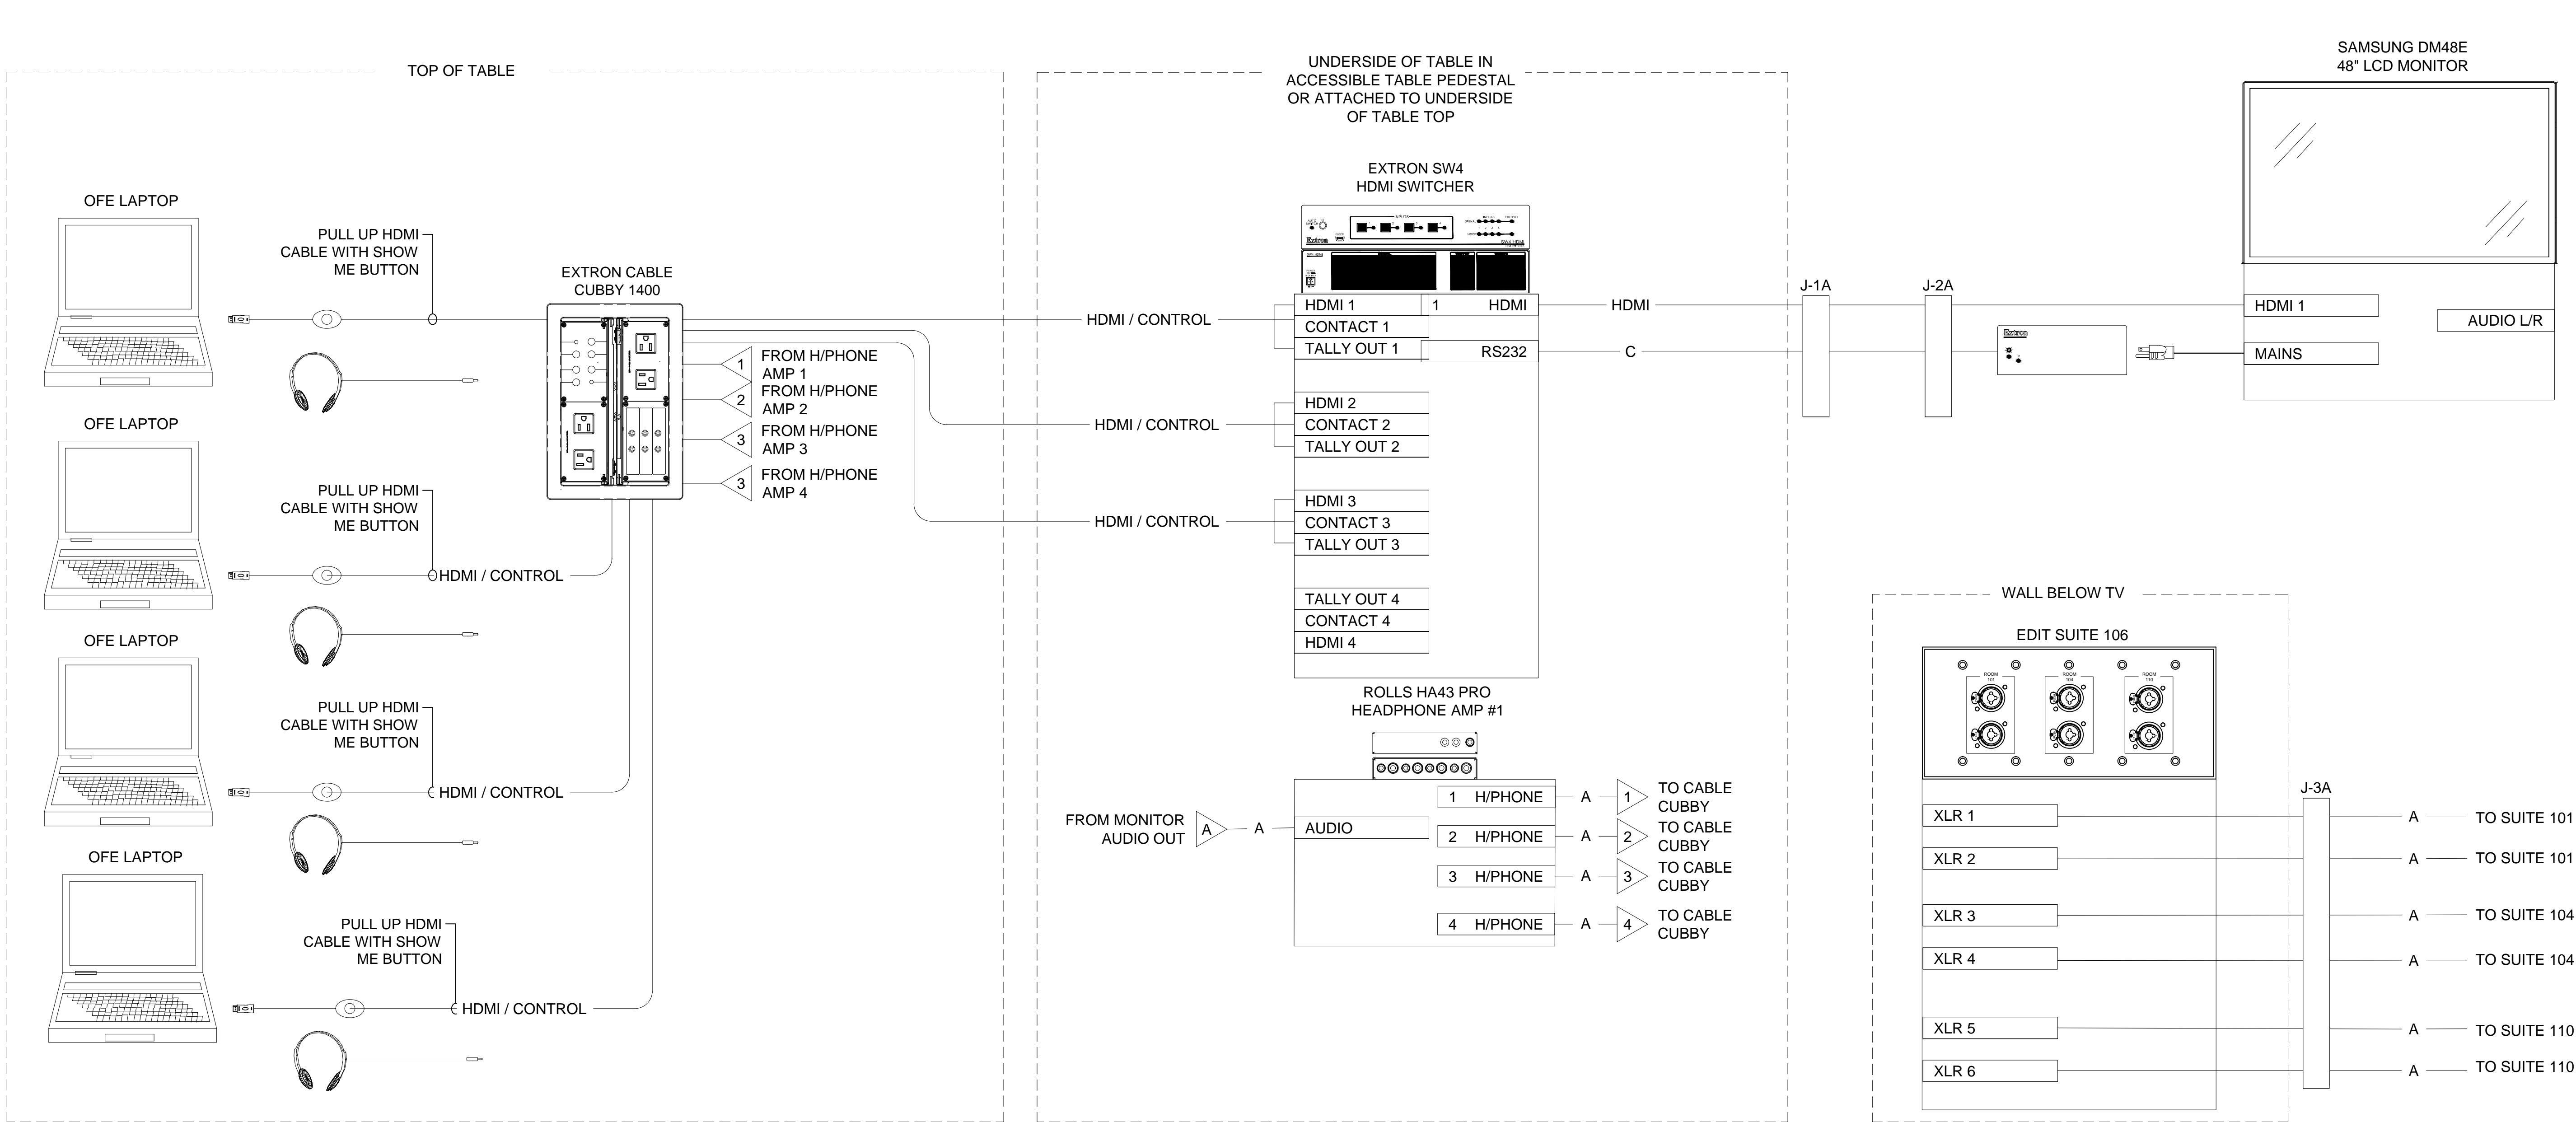 TOP OF TABLE
OFE LAPTOP
PULL UP HDMI
CABLE WITH SHOW
ME BUTTON
EXTRON CABLE
CUBBY 1400
1
FROM H/PHONE
AMP 1
2
FROM H/PHONE
AMP 2
3
FROM H/PHONE
AMP 3
3
FROM H/PHONE
AMP 4
OFE LAPTOP
PULL UP HDMI
CABLE WITH SHOW
ME BUTTON
HDMI / CONTROL
OFE LAPTOP
PULL UP HDMI
CABLE WITH SHOW
ME BUTTON
HDMI / CONTROL
OFE LAPTOP
PULL UP HDMI
CABLE WITH SHOW
ME BUTTON
HDMI / CONTROL
UNDERSIDE OF TABLE IN
ACCESSIBLE TABLE PEDESTAL
OR ATTACHED TO UNDERSIDE
OF TABLE TOP
EXTRON SW4
HDMI SWITCHER
INPUTS
Extron
SW4 HDMI
HDMI / CONTROL
HDMI 1
CONTACT 1
TALLY OUT 1
1 HDMI
HDMI
RS232
C
HDMI / CONTROL
HDMI 2
CONTACT 2
TALLY OUT 2
HDMI / CONTROL
HDMI 3
CONTACT 3
TALLY OUT 3
TALLY OUT 4
CONTACT 4
HDMI 4
ROLLS HA43 PRO
HEADPHONE AMP #1
FROM MONITOR
AUDIO OUT
A
A
AUDIO
1 H/PHONE
A
1
TO CABLE
CUBBY
2 H/PHONE
A
2
TO CABLE
CUBBY
3 H/PHONE
A
3
TO CABLE
CUBBY
4 H/PHONE
A
4
TO CABLE
CUBBY
J-1A
J-2A
Extron
SAMSUNG DM48E
48" LCD MONITOR
HDMI 1
AUDIO L/R
MAINS
WALL BELOW TV
EDIT SUITE 106
ROOM
101
ROOM
104
ROOM
110
J-3A
XLR 1
A
TO SUITE 101
XLR 2
A
TO SUITE 101
XLR 3
A
TO SUITE 104
XLR 4
A
TO SUITE 104
XLR 5
A
TO SUITE 110
XLR 6
A
TO SUITE 110